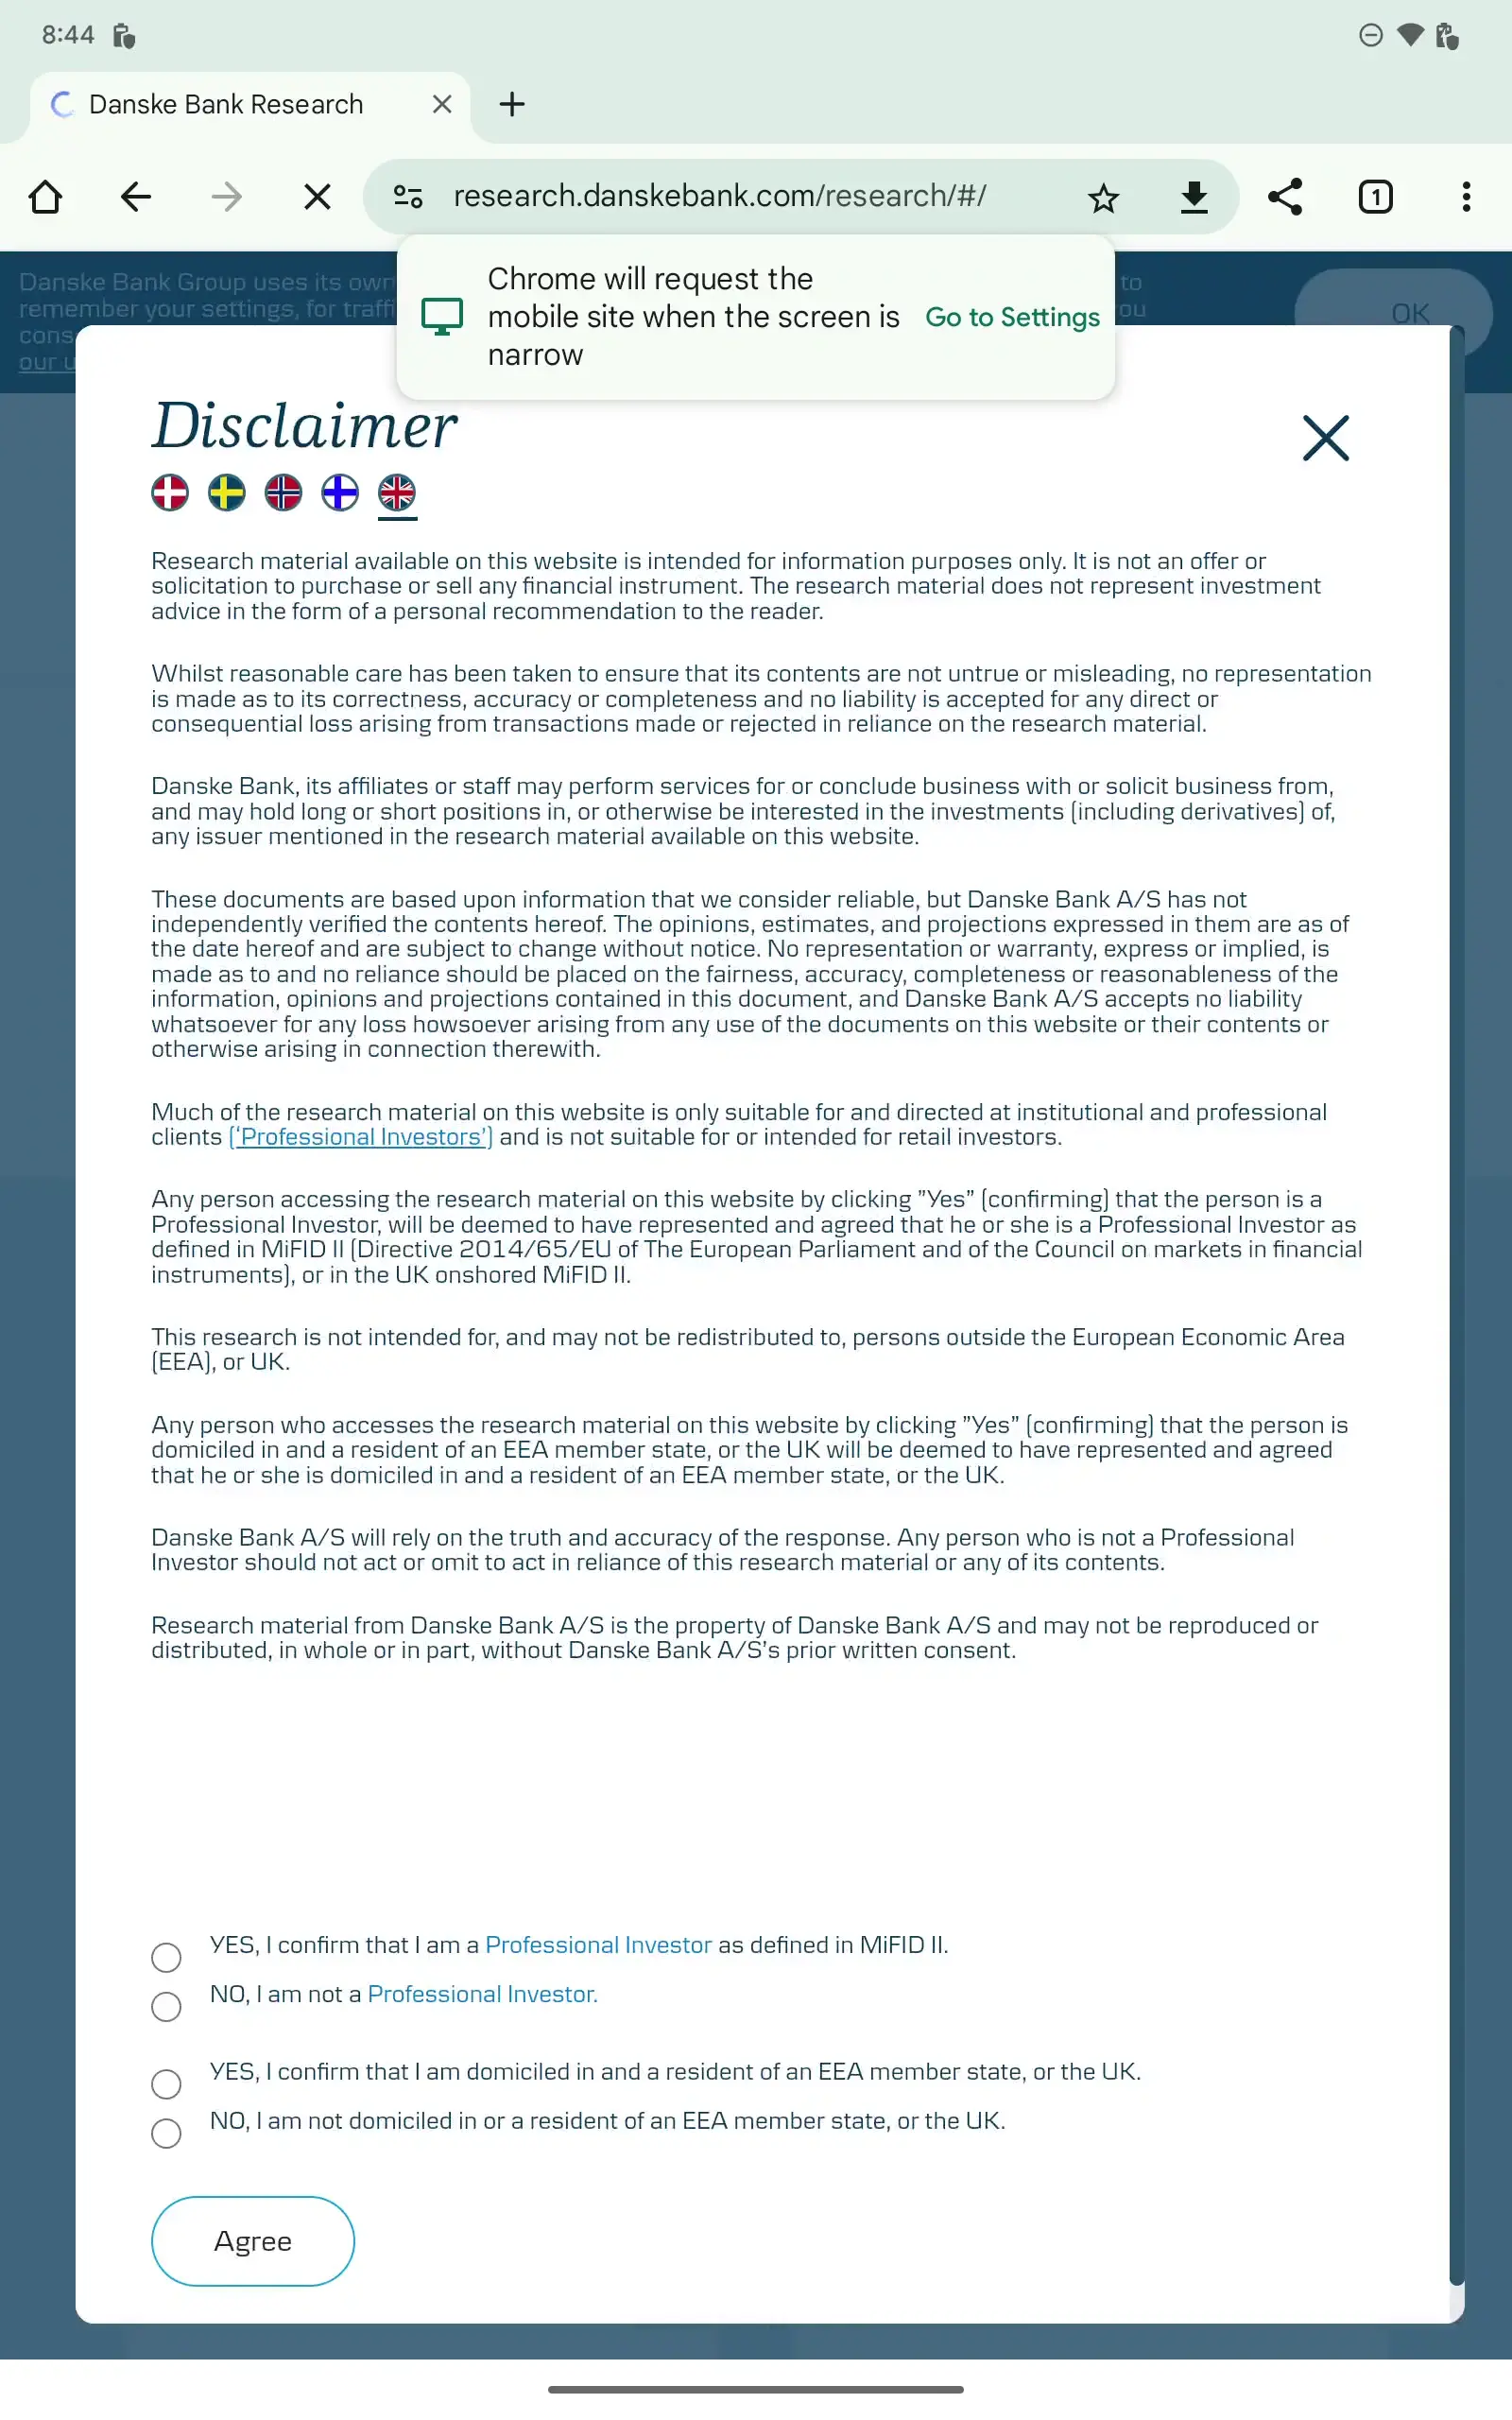 8:44
Danske Bank Research
research.danskebank.com/research/#/
1
Danske Bank Group uses its own
to
remember your settings, for traffi
ou
cons
our u
OK
Chrome will request the
mobile site when the screen is
narrow
Go to Settings
Disclaimer
Research material available on this website is intended for information purposes only. It is not an offer or
solicitation to purchase or sell any financial instrument. The research material does not represent investment
advice in the form of a personal recommendation to the reader.
Whilst reasonable care has been taken to ensure that its contents are not untrue or misleading, no representation
is made as to its correctness, accuracy or completeness and no liability is accepted for any direct or
consequential loss arising from transactions made or rejected in reliance on the research material.
Danske Bank, its affiliates or staff may perform services for or conclude business with or solicit business from,
and may hold long or short positions in, or otherwise be interested in the investments (including derivatives) of,
any issuer mentioned in the research material available on this website.
These documents are based upon information that we consider reliable, but Danske Bank A/S has not
independently verified the contents hereof. The opinions, estimates, and projections expressed in them are as of
the date hereof and are subject to change without notice. No representation or warranty, express or implied, is
made as to and no reliance should be placed on the fairness, accuracy, completeness or reasonableness of the
information, opinions and projections contained in this document, and Danske Bank A/S accepts no liability
whatsoever for any loss howsoever arising from any use of the documents on this website or their contents or
otherwise arising in connection therewith.
Much of the research material on this website is only suitable for and directed at institutional and professional
clients (‘Professional Investors’) and is not suitable for or intended for retail investors.
Any person accessing the research material on this website by clicking ”Yes” (confirming) that the person is a
Professional Investor, will be deemed to have represented and agreed that he or she is a Professional Investor as
defined in MiFID II (Directive 2014/65/EU of The European Parliament and of the Council on markets in financial
instruments), or in the UK onshored MiFID II.
This research is not intended for, and may not be redistributed to, persons outside the European Economic Area
(EEA), or UK.
Any person who accesses the research material on this website by clicking ”Yes” (confirming) that the person is
domiciled in and a resident of an EEA member state, or the UK will be deemed to have represented and agreed
that he or she is domiciled in and a resident of an EEA member state, or the UK.
Danske Bank A/S will rely on the truth and accuracy of the response. Any person who is not a Professional
Investor should not act or omit to act in reliance of this research material or any of its contents.
Research material from Danske Bank A/S is the property of Danske Bank A/S and may not be reproduced or
distributed, in whole or in part, without Danske Bank A/S’s prior written consent.
YES, I confirm that I am a Professional Investor as defined in MiFID II.
NO, I am not a Professional Investor.
YES, I confirm that I am domiciled in and a resident of an EEA member state, or the UK.
NO, I am not domiciled in or a resident of an EEA member state, or the UK.
Agree